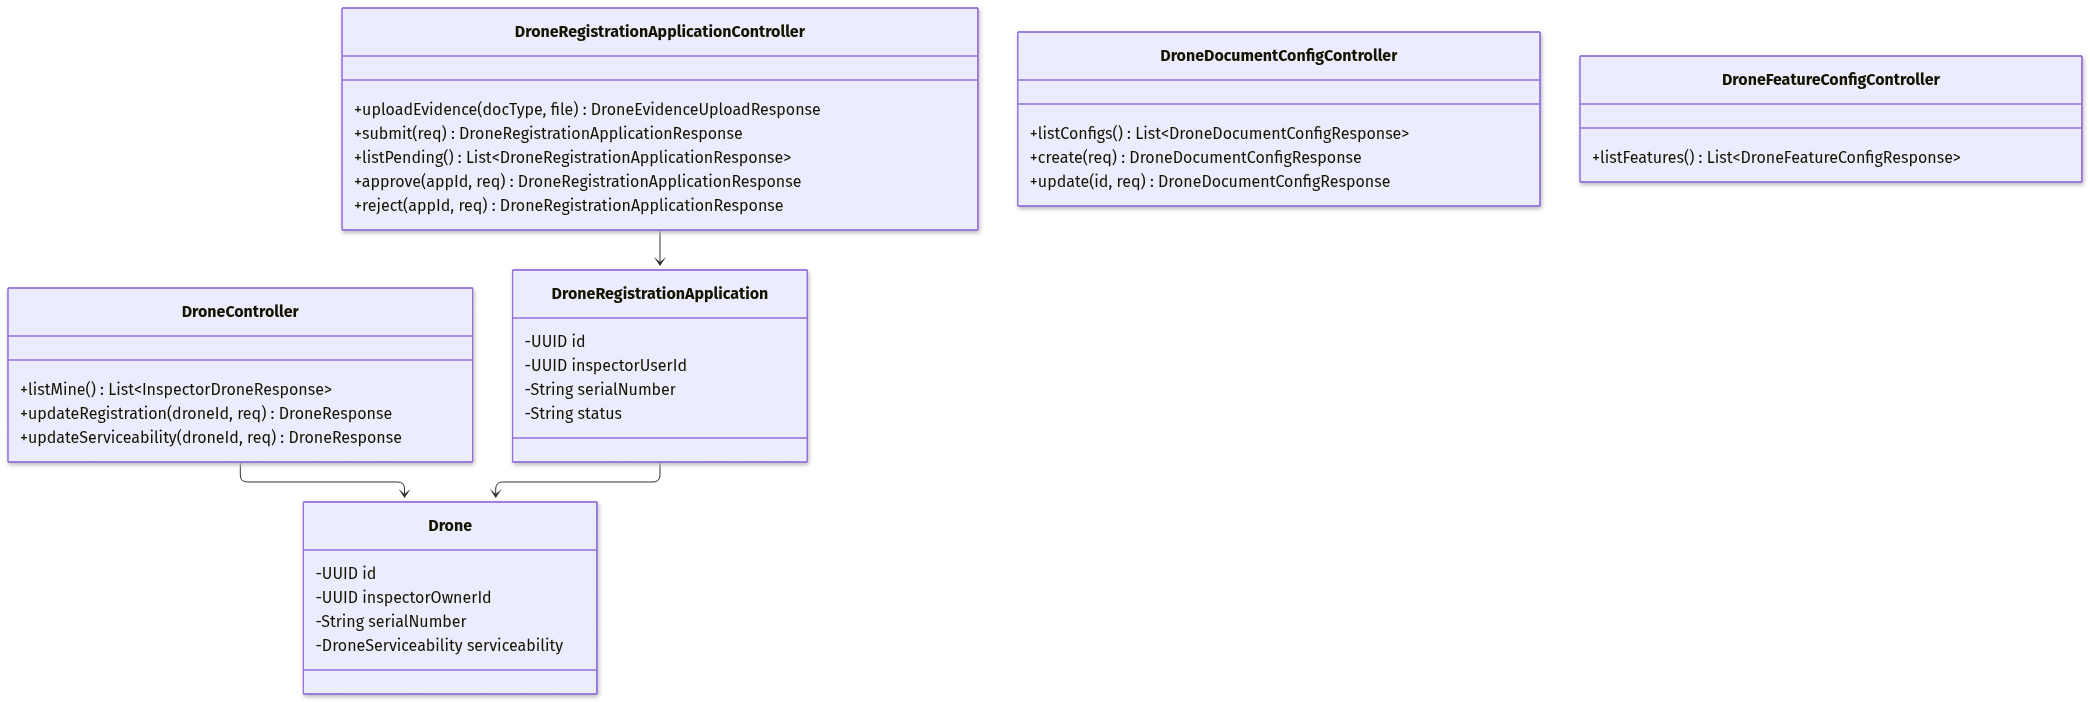 DroneRegistrationApplicationController
+uploadEvidence(docType, file) : DroneEvidenceUploadResponse
+submit(req) : DroneRegistrationApplicationResponse
+listPending() : List<DroneRegistrationApplicationResponse>
+approve(appId, req) : DroneRegistrationApplicationResponse
+reject(appId, req) : DroneRegistrationApplicationResponse
DroneDocumentConfigController
+listConfigs() : List<DroneDocumentConfigResponse>
+create(req) : DroneDocumentConfigResponse
+update(id, req) : DroneDocumentConfigResponse
DroneFeatureConfigController
+listFeatures() : List<DroneFeatureConfigResponse>
DroneController
+listMine() : List<InspectorDroneResponse>
+updateRegistration(droneId, req) : DroneResponse
+updateServiceability(droneId, req) : DroneResponse
DroneRegistrationApplication
-UUID id
-UUID inspectorUserId
-String serialNumber
-String status
Drone
-UUID id
-UUID inspectorOwnerId
-String serialNumber
-DroneServiceability serviceability